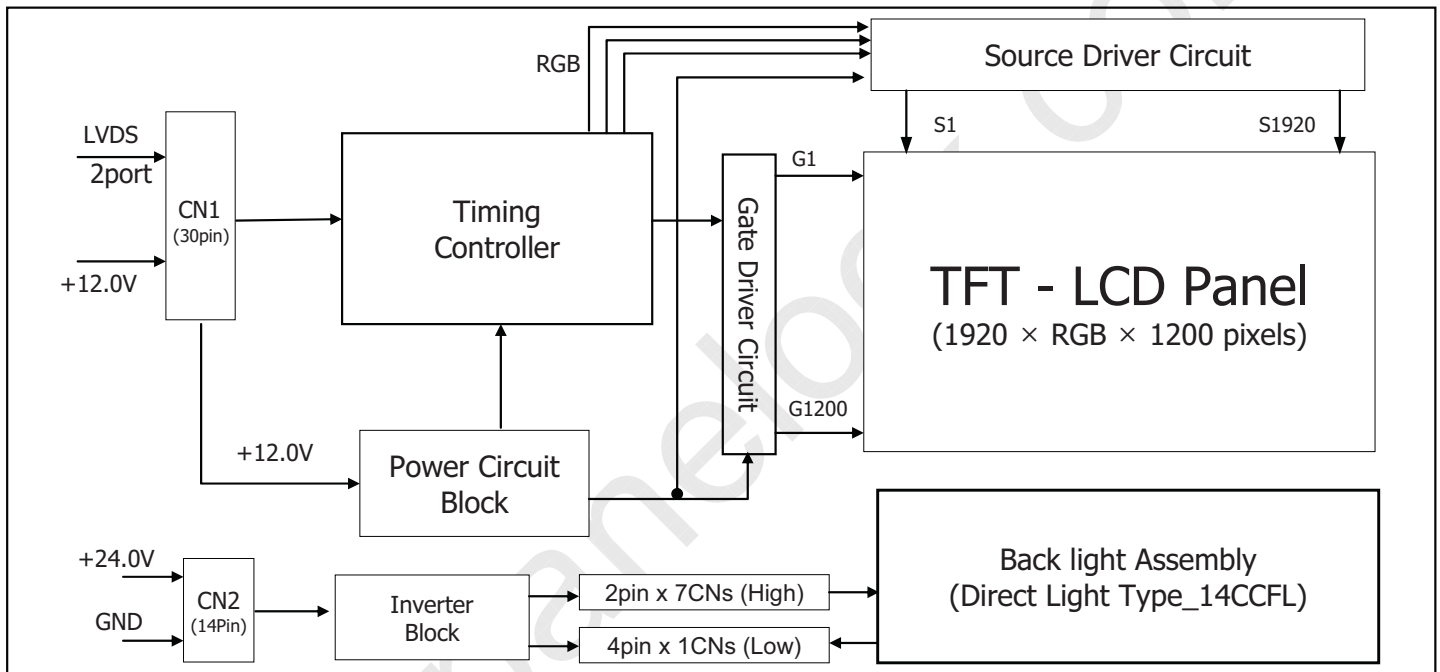 RGB
Source Driver Circuit
S1
S1920
LVDS
2port
CN1
(30pin)
+12.0V
Timing
Controller
Gate Driver Circuit
G1
G1200
TFT - LCD Panel
(1920 × RGB × 1200 pixels)
+12.0V
Power Circuit
Block
+24.0V
GND
CN2
(14Pin)
Inverter
Block
2pin x 7CNs (High)
4pin x 1CNs (Low)
Back light Assembly
(Direct Light Type_14CCFL)